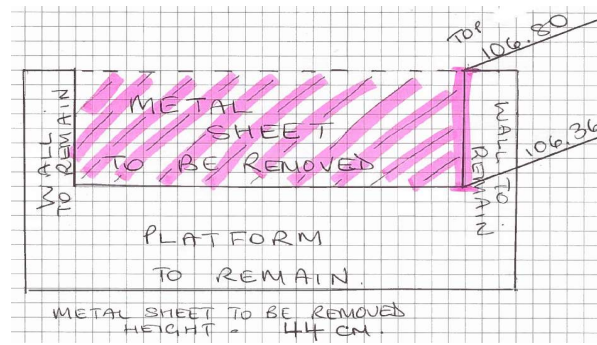 TOP
106.80
METAL
SHEET
TO BE REMOVED
WALL
TO REMAIN
WALL TO
REMAIN
106.36
PLATFORM
TO REMAIN.
METAL SHEET TO BE REMOVED
HEIGHT - 44 CM.